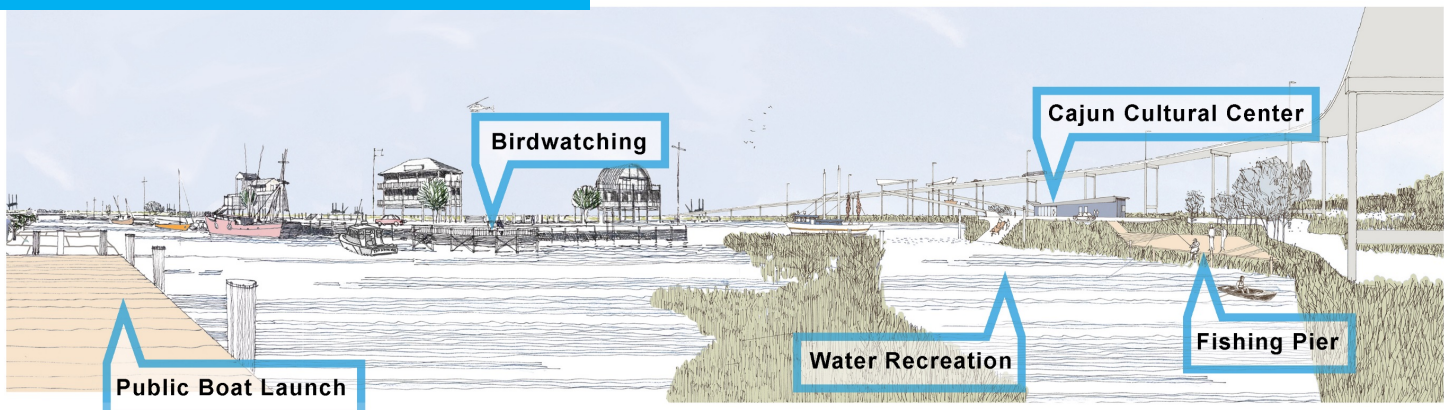 Cajun Cultural Center
Birdwatching
Fishing Pier
Water Recreation
Public Boat Launch